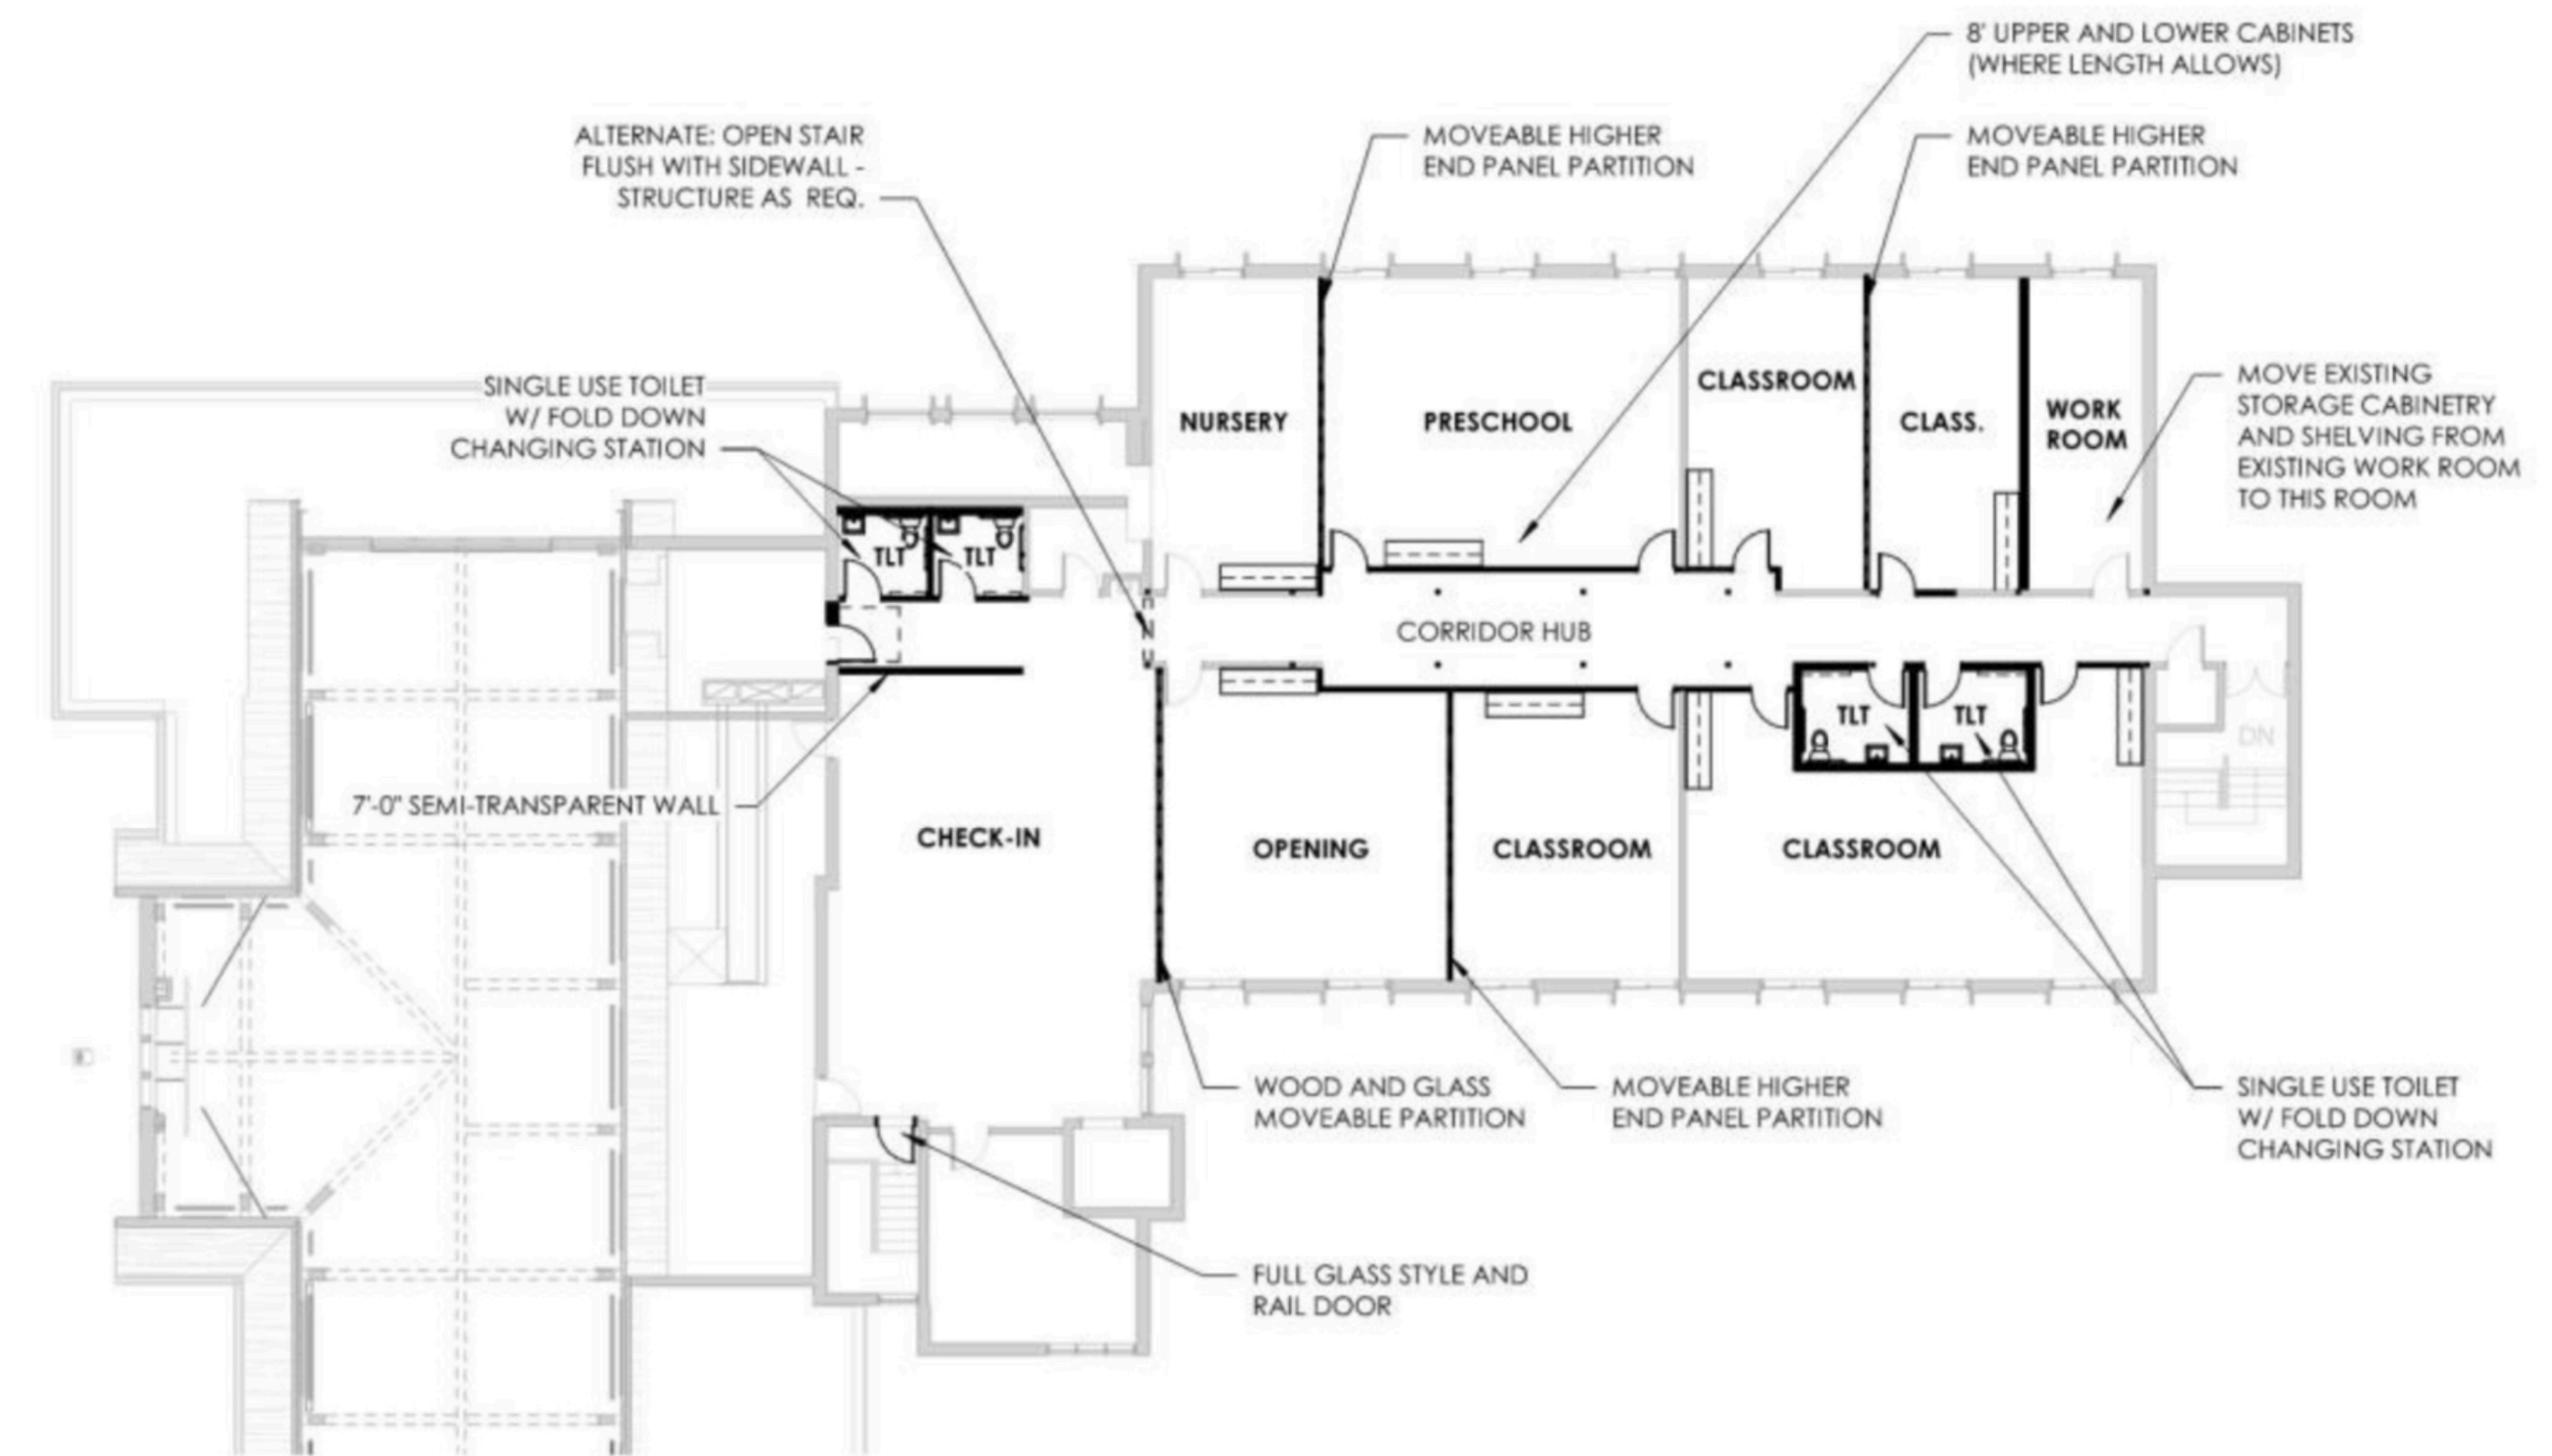 8' UPPER AND LOWER CABINETS
(WHERE LENGTH ALLOWS)
ALTERNATE: OPEN STAIR
FLUSH WITH SIDEWALL -
STRUCTURE AS REQ.
MOVEABLE HIGHER
END PANEL PARTITION
MOVEABLE HIGHER
END PANEL PARTITION
SINGLE USE TOILET
W/ FOLD DOWN
CHANGING STATION
MOVE EXISTING
STORAGE CABINETRY
AND SHELVING FROM
EXISTING WORK ROOM
TO THIS ROOM
NURSERY
PRESCHOOL
CLASSROOM
CLASS.
WORK
ROOM
TLT
TLT
CORRIDOR HUB
TLT
TLT
DN
7'-0" SEMI-TRANSPARENT WALL
CHECK-IN
OPENING
CLASSROOM
CLASSROOM
WOOD AND GLASS
MOVEABLE PARTITION
MOVEABLE HIGHER
END PANEL PARTITION
SINGLE USE TOILET
W/ FOLD DOWN
CHANGING STATION
FULL GLASS STYLE AND
RAIL DOOR